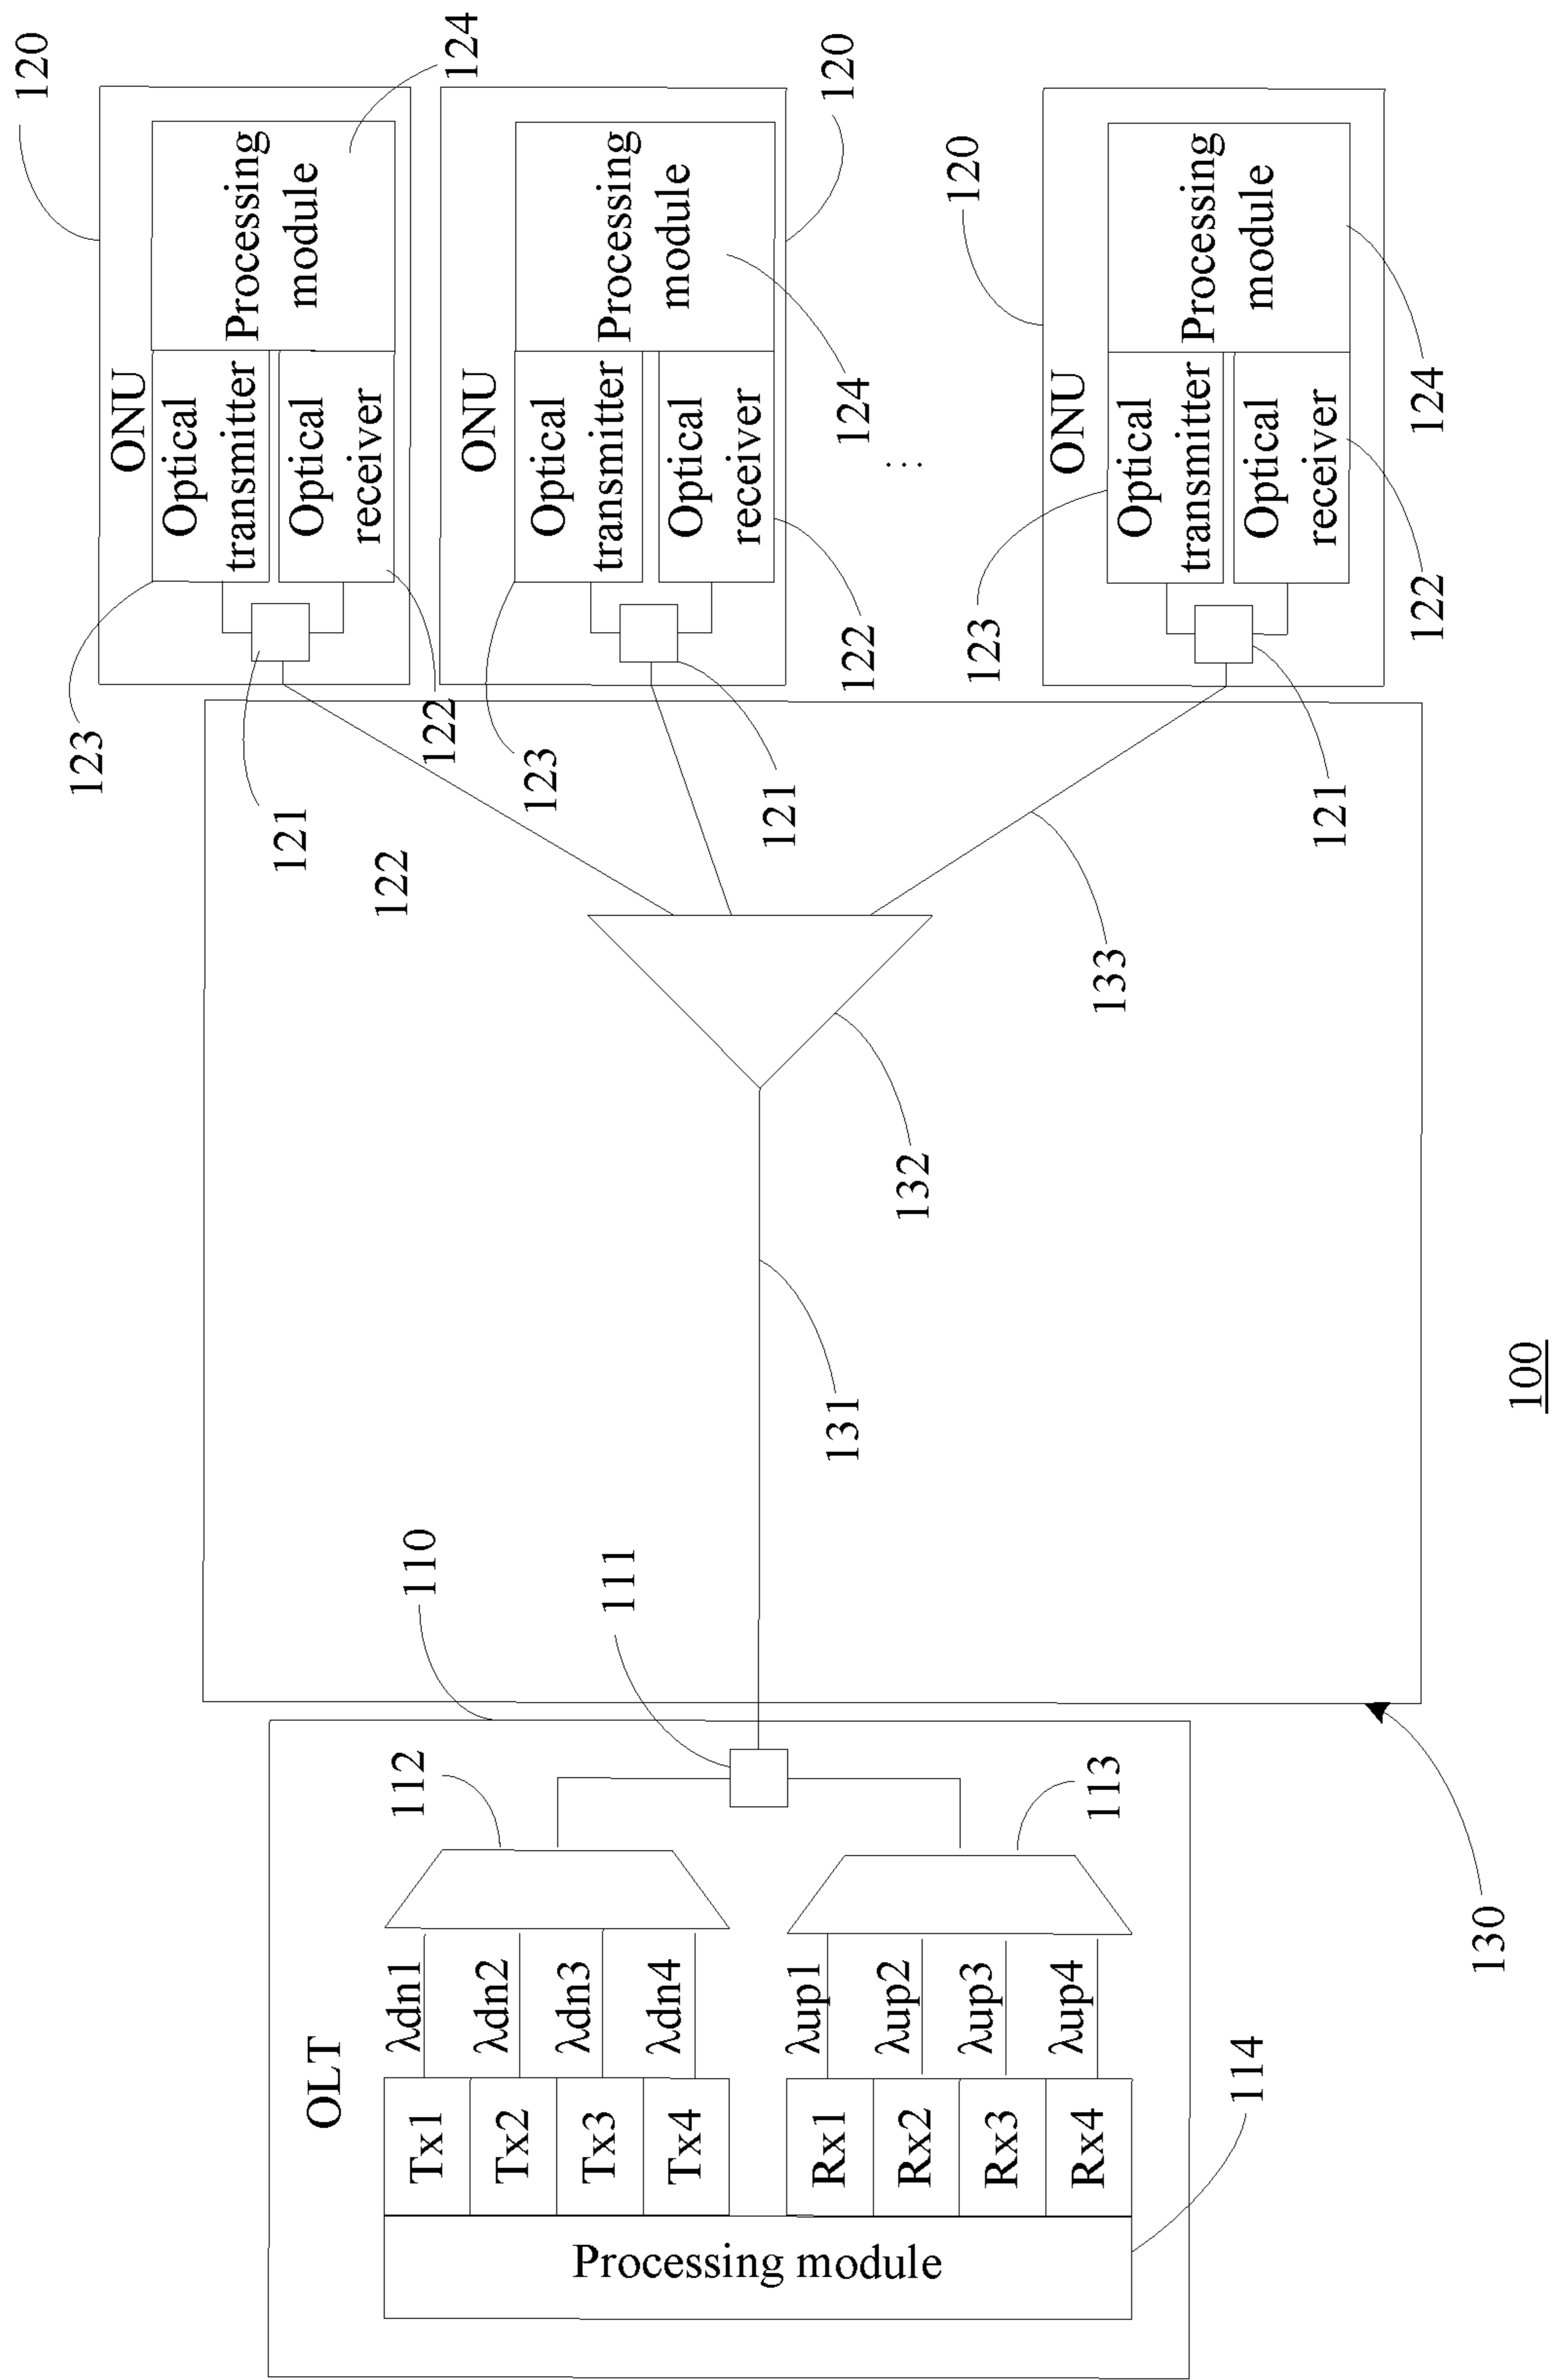 OLT
110
Processing module
Tx1
Tx2
Tx3
Tx4
λdn1
λdn2
λdn3
λdn4
112
111
Rx1
Rx2
Rx3
Rx4
λup1
λup2
λup3
λup4
113
114
130
131
132
133
120
ONU
Optical
transmitter
Optical
receiver
Processing
module
123
121
122
122
124
ONU
Optical
transmitter
Optical
receiver
Processing
module
120
123
121
122
124
⋯
120
ONU
Optical
transmitter
Optical
receiver
Processing
module
123
121
122
124
100